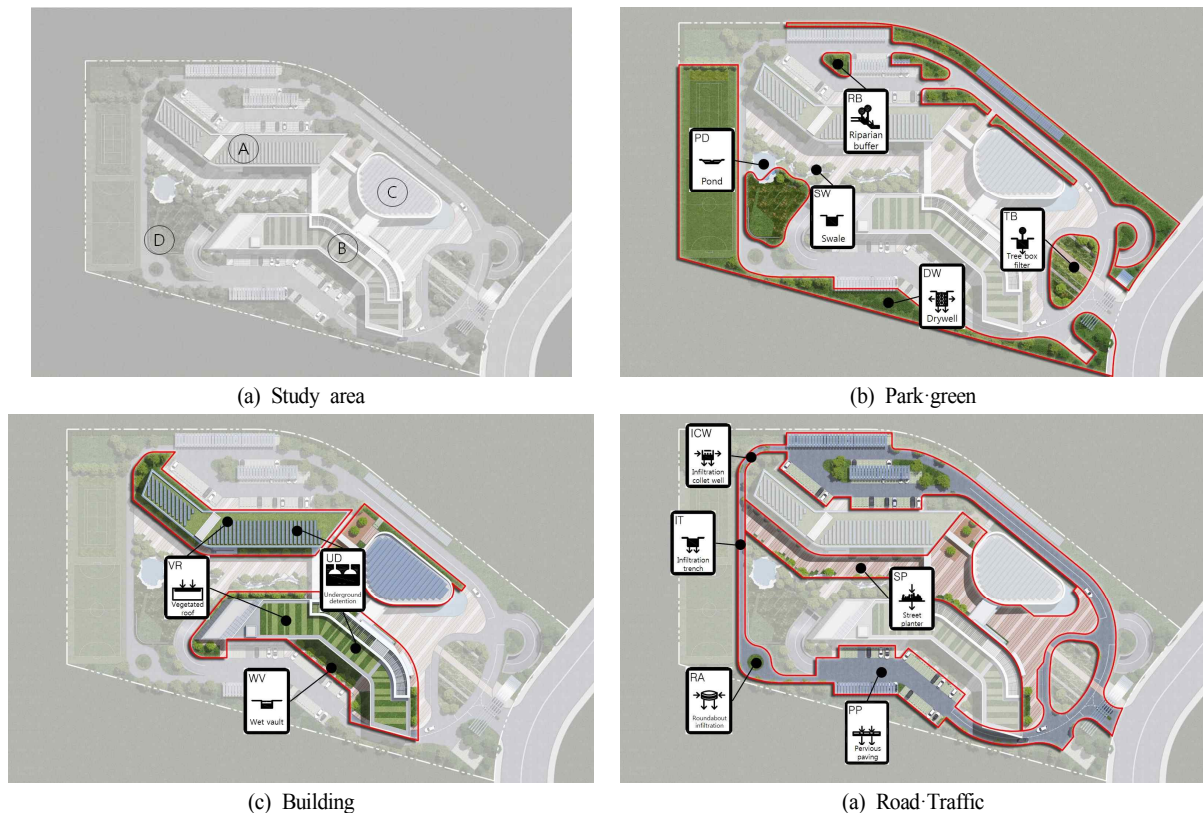 A
C
B
D
(a) Study area
RB
Riparian
buffer
PD
Pond
SW
Swale
TB
Tree box
filter
DW
Drywell
(b) Park·green
VR
Vegetated
roof
UD
Underground
detention
WV
Wet vault
(c) Building
ICW
Infiltration
collet well
IT
Infiltration
trench
SP
Street
planter
RA
Roundabout
infiltration
PP
Pervious
paving
(a) Road·Traffic